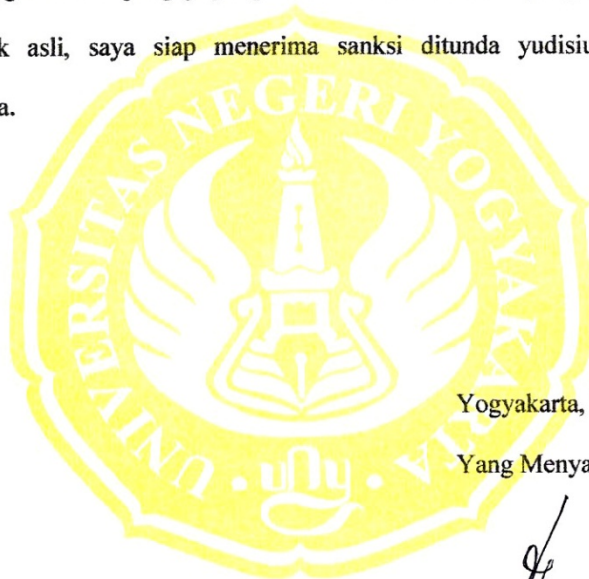 k asli, saya siap menerima sanksi ditunda yudisiu
a.
UNIVERSITAS NEGERI YOGYAKARTA
uny
Yogyakarta,
Yang Menya